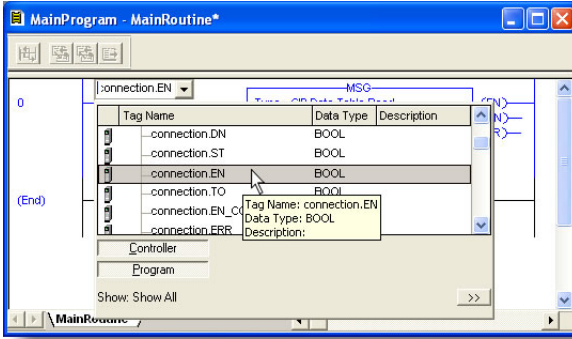 MainProgram - MainRoutine*
:onnection.EN
MSG
0
(EN)
Tag Name Data Type Description
connection.DN BOOL
connection.ST BOOL
connection.EN BOOL
connection.TO BOOL
(End)
Tag Name: connection.EN
Data Type: BOOL
Description:
connection.ERR
Controller
Program
Show: Show All >>
MainRoutine